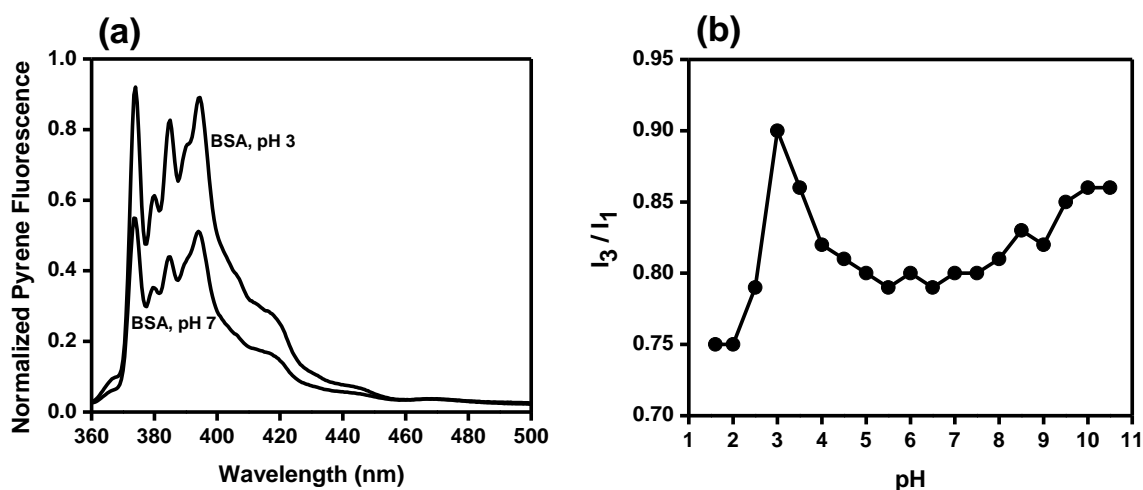 (a)
Normalized Pyrene Fluorescence
1.0
0.8
0.6
0.4
0.2
0.0
BSA, pH 3
BSA, pH 7
360 380 400 420 440 460 480 500
Wavelength (nm)
(b)
I3 / I1
0.95
0.90
0.85
0.80
0.75
0.70
1 2 3 4 5 6 7 8 9 10 11
pH